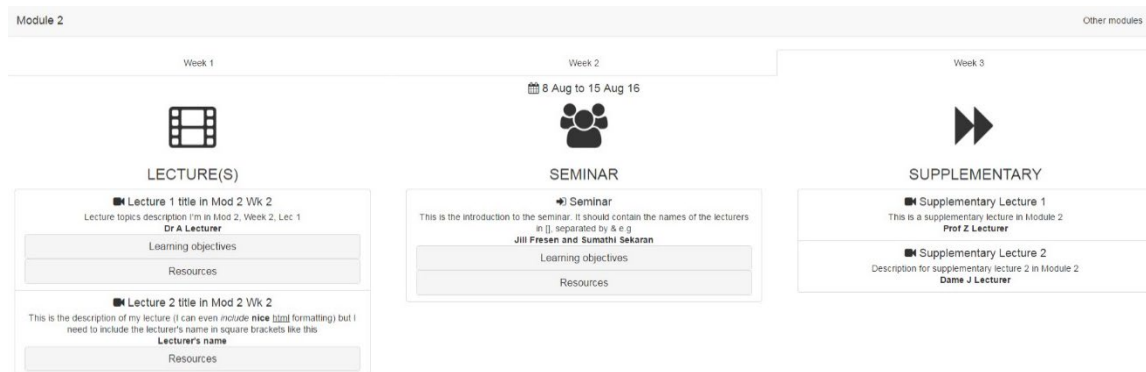 Module 2
Other modules
Week 1
Week 2
Week 3
8 Aug to 15 Aug 16
LECTURE(S)
Lecture 1 title in Mod 2 Wk 2
Lecture topics description I'm in Mod 2, Week 2, Lec 1
Dr A Lecturer
Learning objectives
Resources
Lecture 2 title in Mod 2 Wk 2
This is the description of my lecture (I can even include nice html formatting) but I
need to include the lecturer's name in square brackets like this
Lecturer's name
Resources
SEMINAR
Seminar
This is the introduction to the seminar. It should contain the names of the lecturers
in [], separated by & e.g
Jill Fresen and Sumathi Sekaran
Learning objectives
Resources
SUPPLEMENTARY
Supplementary Lecture 1
This is a supplementary lecture in Module 2
Prof Z Lecturer
Supplementary Lecture 2
Description for supplementary lecture 2 in Module 2
Dame J Lecturer